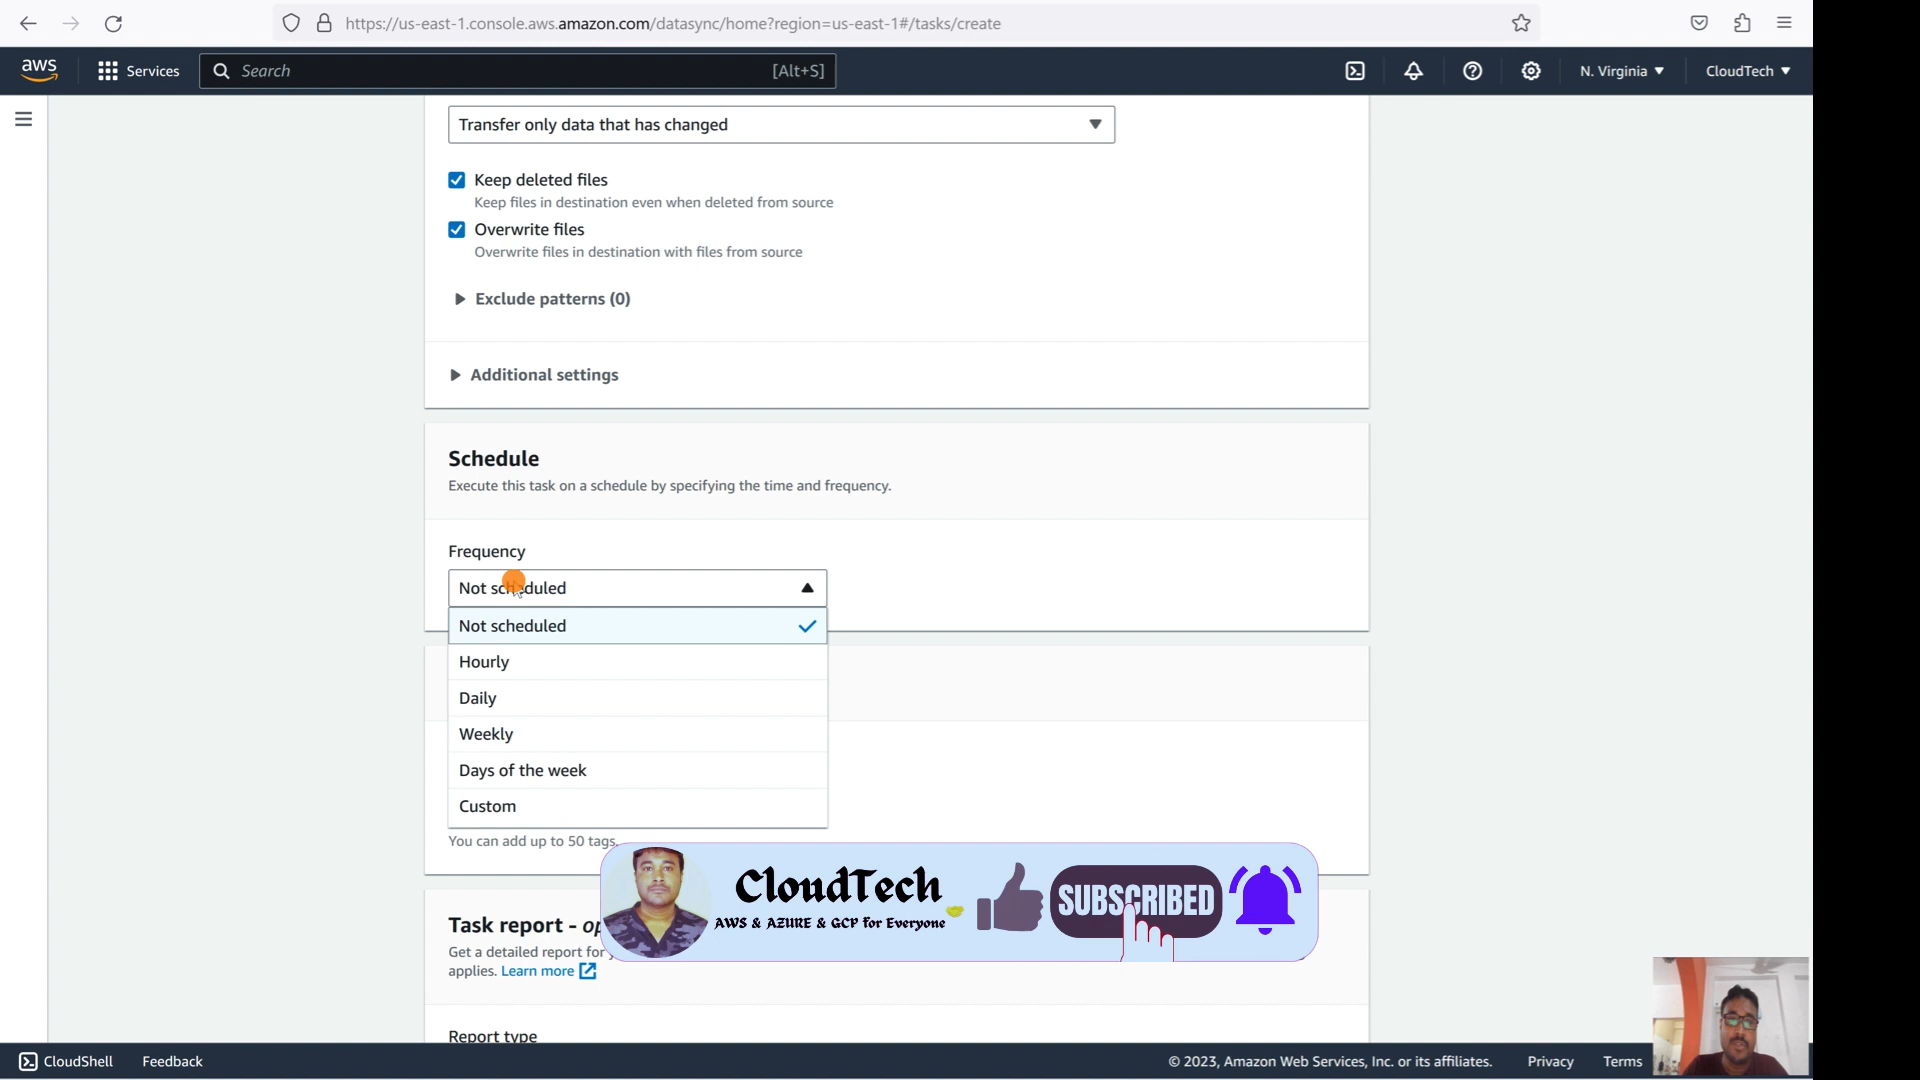 https://us-east-1.console.aws.amazon.com/datasync/home?region=us-east-1#/tasks/create
aws
Services
Search
[Alt+S]
N. Virginia
CloudTech
Transfer only data that has changed
Keep deleted files
Keep files in destination even when deleted from source
Overwrite files
Overwrite files in destination with files from source
Exclude patterns (0)
Additional settings
Schedule
Execute this task on a schedule by specifying the time and frequency.
Frequency
Not scheduled
Not scheduled
Hourly
Daily
Weekly
Days of the week
Custom
You can add up to 50 tags.
CloudTech
AWS & AZURE & GCP For Everyone
SUBSCRIBED
Task report -
Get a detailed report for
applies. Learn more
Report type
CloudShell
Feedback
© 2023, Amazon Web Services, Inc. or its affiliates.
Privacy
Terms